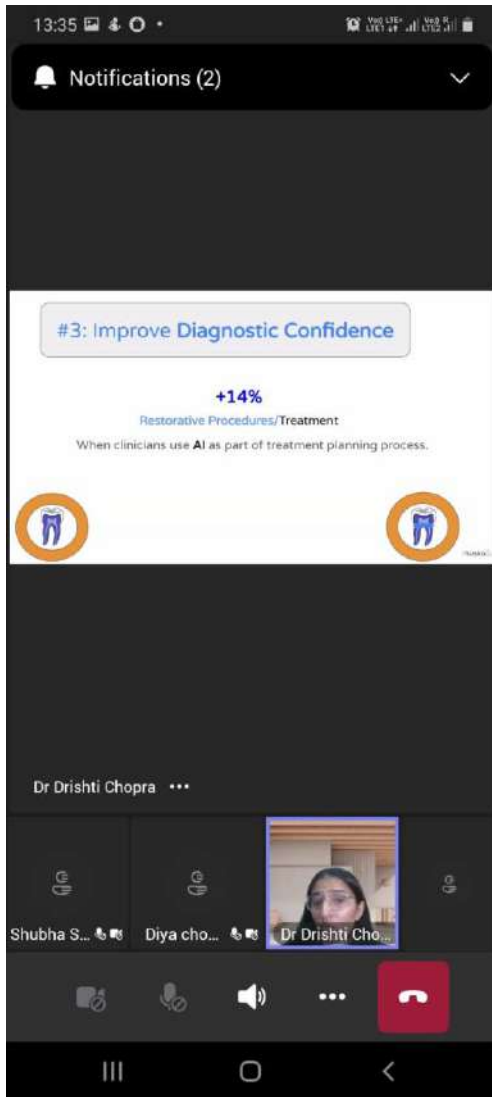 13:35
Notifications (2)
#3: Improve Diagnostic Confidence
+14%
Restorative Procedures/Treatment
When clinicians use AI as part of treatment planning process.
Dr Drishti Chopra
Shubha S... Diya cho... Dr Drishti Cho...